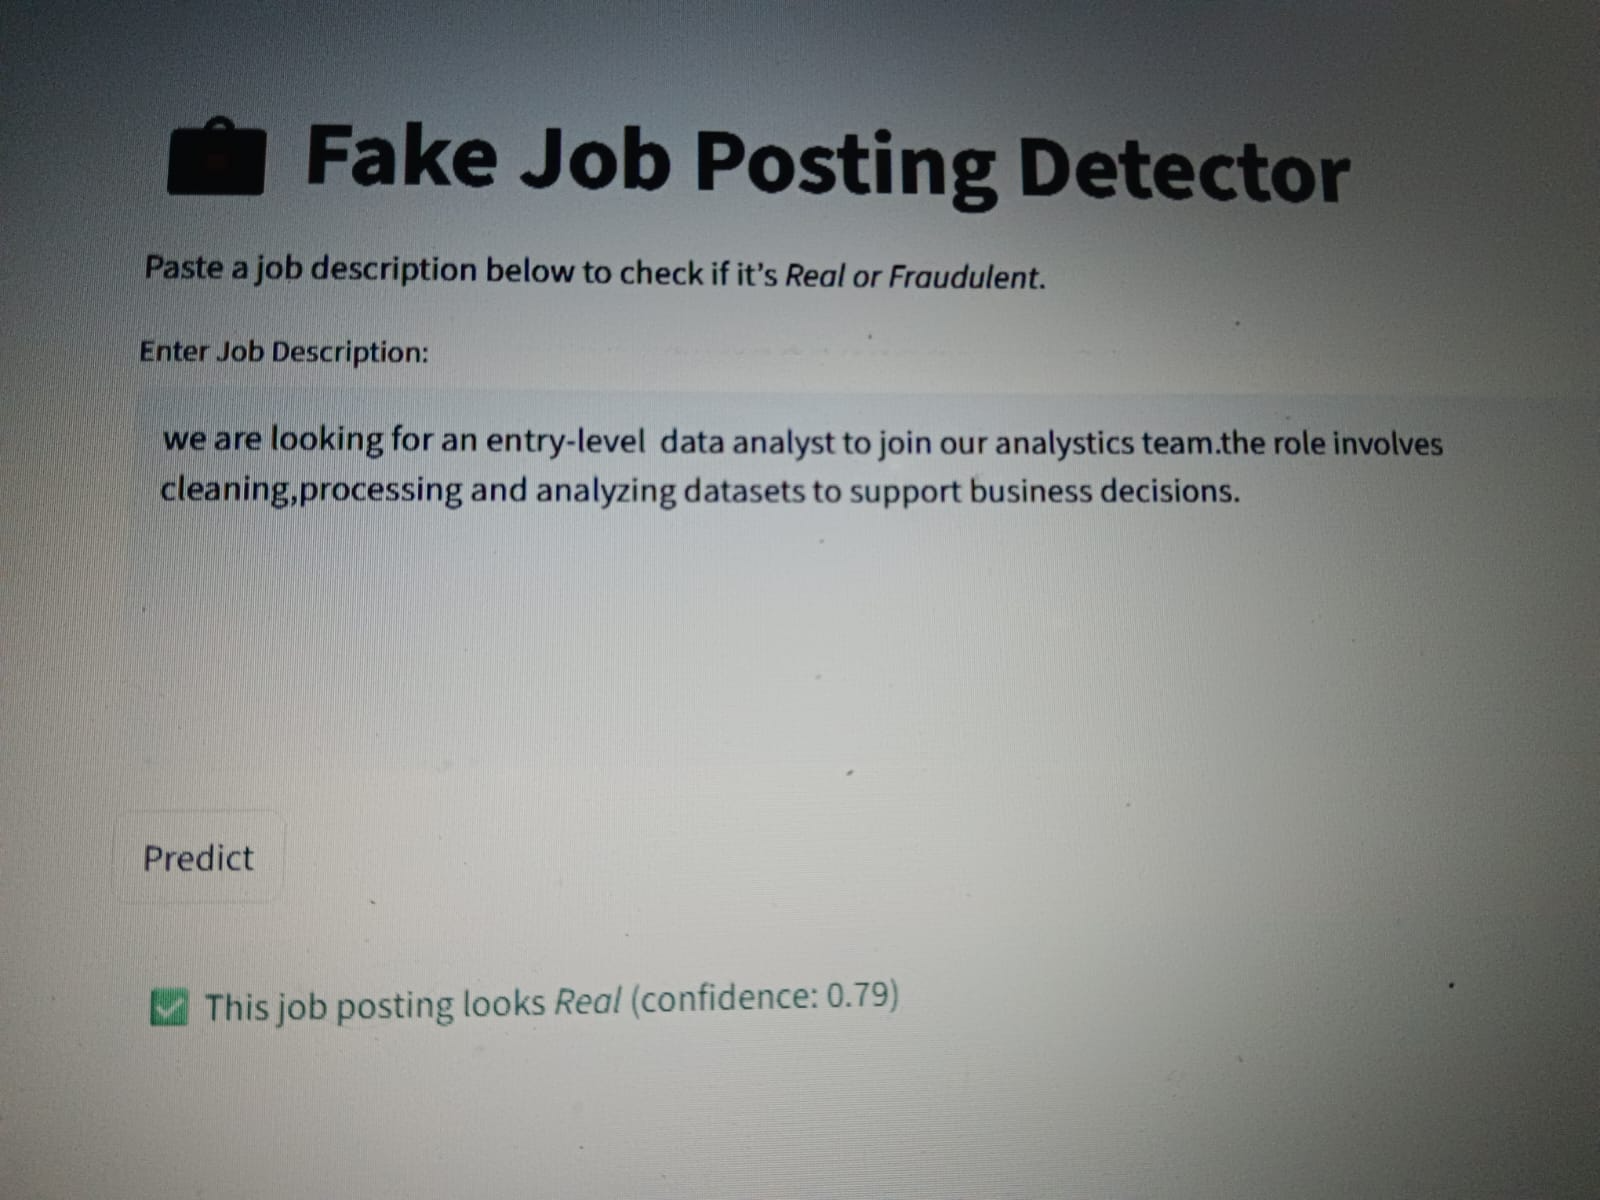 Fake Job Posting Detector
Paste a job description below to check if it's Real or Fraudulent.
Enter Job Description:
we are looking for an entry-level data analyst to join our analystics team.the role involves
cleaning,processing and analyzing datasets to support business decisions.
Predict
This job posting looks Real (confidence: 0.79)